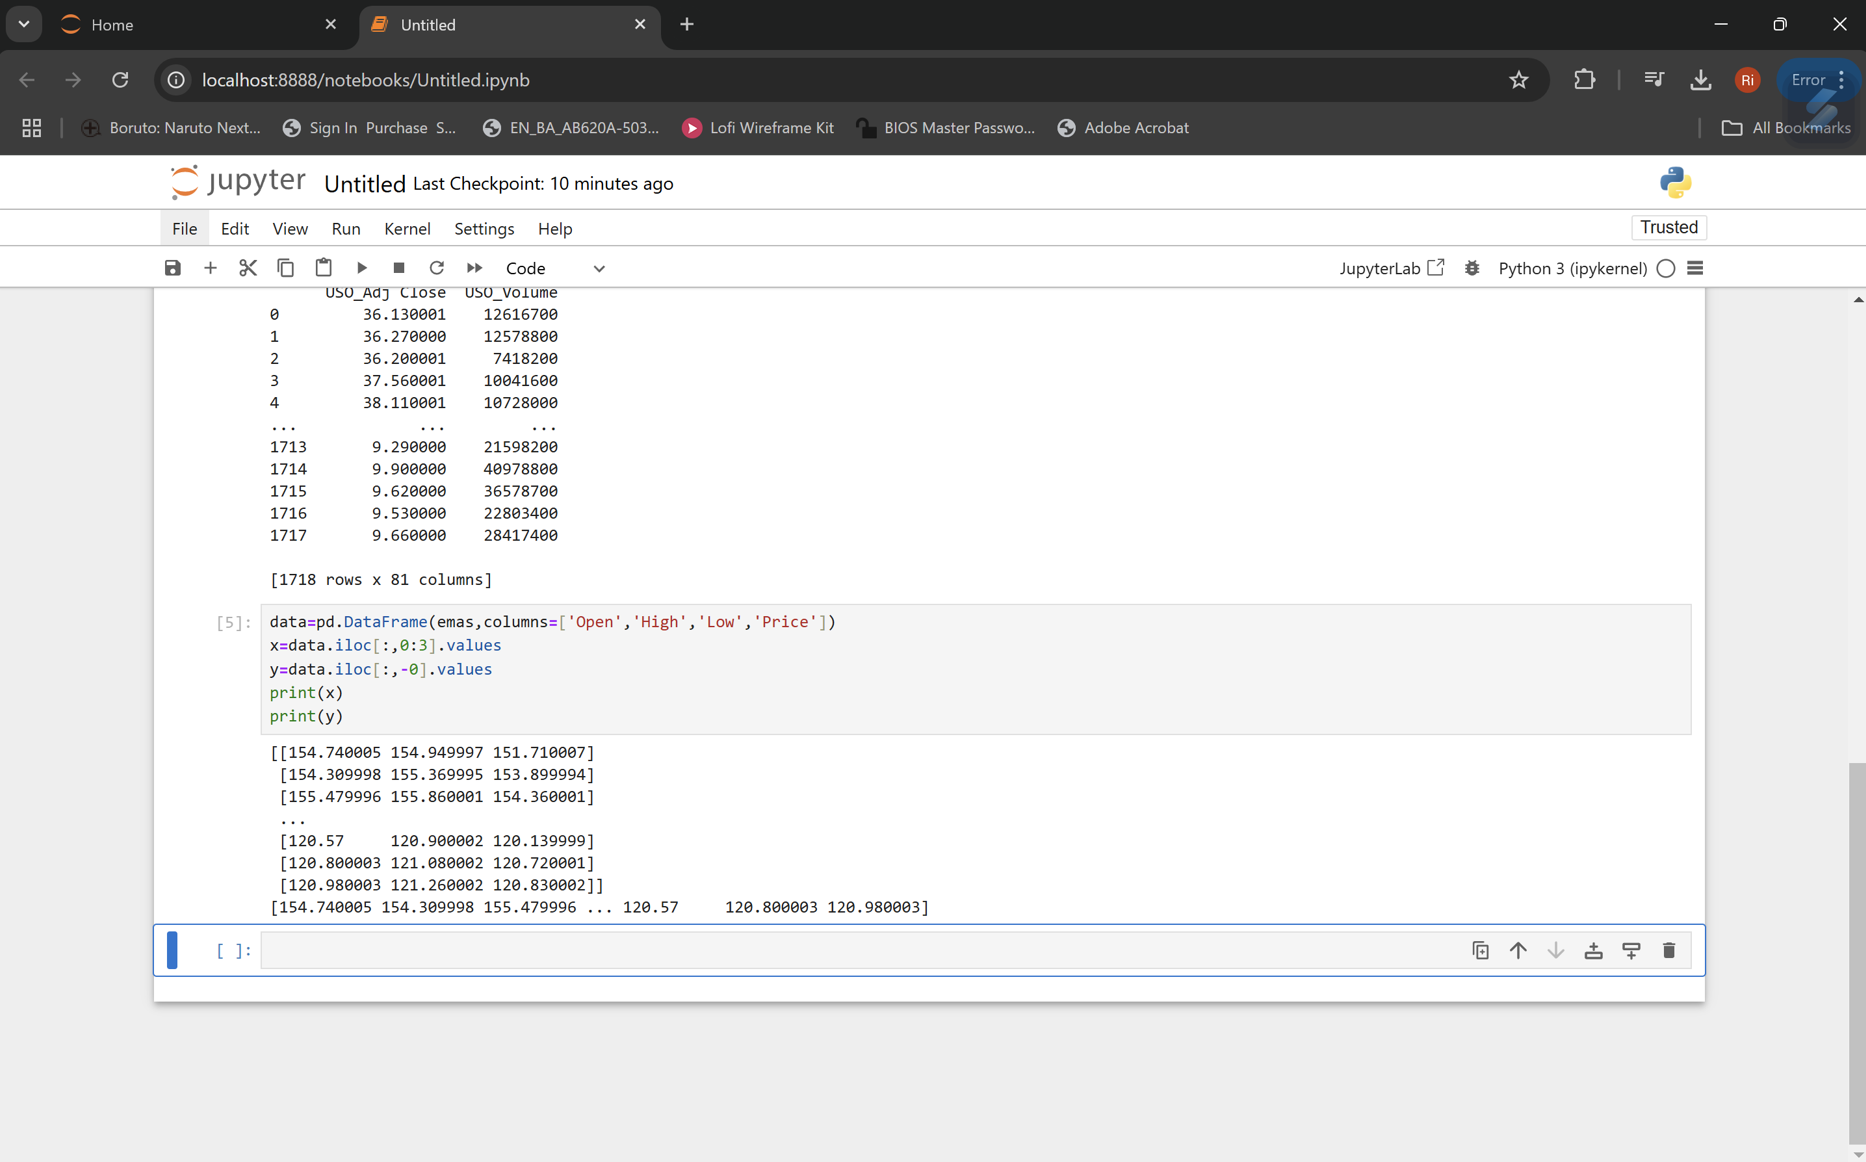 Home
Untitled
localhost:8888/notebooks/Untitled.ipynb
Ri
Error
Boruto: Naruto Next...
Sign In Purchase S...
EN_BA_AB620A-503...
Lofi Wireframe Kit
BIOS Master Passwo...
Adobe Acrobat
All Bookmarks
jupyter Untitled Last Checkpoint: 10 minutes ago
File Edit View Run Kernel Settings Help
Trusted
Code
JupyterLab
Python 3 (ipykernel)
USO_Adj Close USO_Volume
0 36.130001 12616700
1 36.270000 12578800
2 36.200001 7418200
3 37.560001 10041600
4 38.110001 10728000
... ... ...
1713 9.290000 21598200
1714 9.900000 40978800
1715 9.620000 36578700
1716 9.530000 22803400
1717 9.660000 28417400
[1718 rows x 81 columns]
[5]: data=pd.DataFrame(emas,columns=['Open','High','Low','Price'])
x=data.iloc[:,0:3].values
y=data.iloc[:,-0].values
print(x)
print(y)
[[154.740005 154.949997 151.710007]
[154.309998 155.369995 153.899994]
[155.479996 155.860001 154.360001]
...
[120.57 120.900002 120.139999]
[120.800003 121.080002 120.720001]
[120.980003 121.260002 120.830002]]
[154.740005 154.309998 155.479996 ... 120.57 120.800003 120.980003]
[ ]: